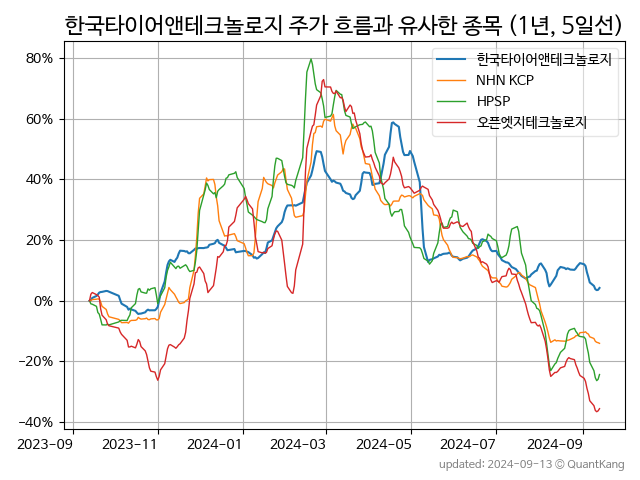 한국타이어앤테크놀로지 주가 흐름과 유사한 종목 (1년, 5일선)
80%
60%
40%
20%
0%
−20%
−40%
한국타이어앤테크놀로지
NHN KCP
HPSP
오픈엣지테크놀로지
2023-09 2023-11 2024-01 2024-03 2024-05 2024-07 2024-09
updated: 2024-09-13 © QuantKang